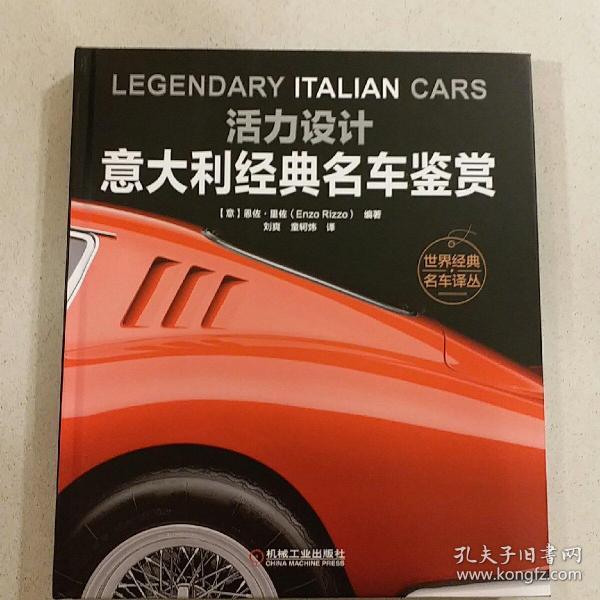 LEGENDARY ITALIAN CARS
活力设计
意大利经典名车鉴赏
【意】恩佐·里佐（Enzo Rizzo） 编著
刘爽 童轲炜 译
世界经典
名车译丛
机械工业出版社
CHINA MACHINE PRESS
孔夫子旧书网
www.kongfz.com